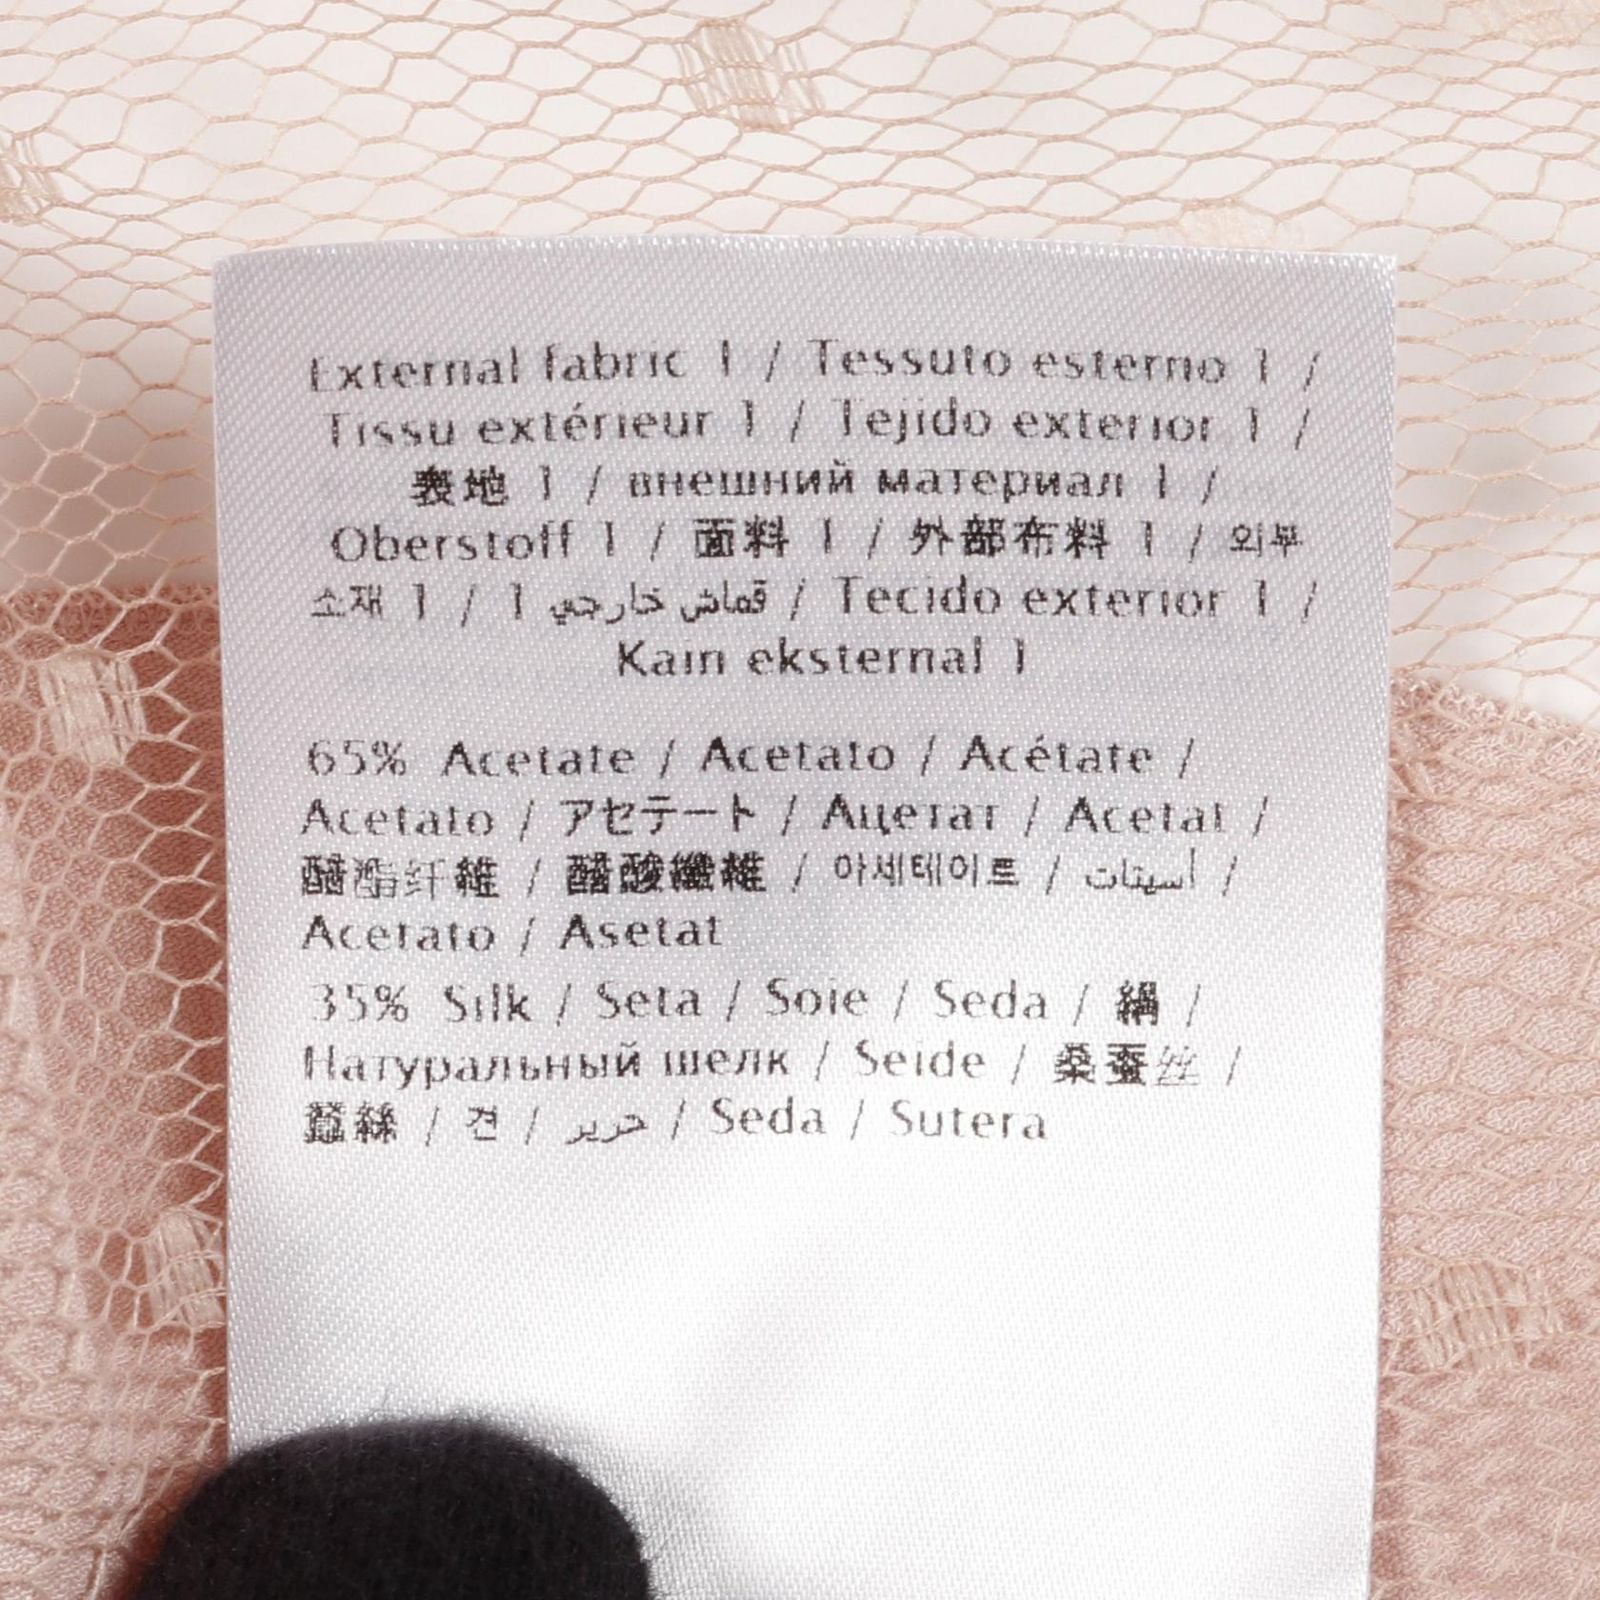 External fabric 1 / Tessuto esterno 1 /
Tissu extérieur 1 / Tejido exterior 1 /
表地 1 / внешний материал 1 /
Oberstoff 1 / 面料 1 / 外部布料 1 / 외부
소재 1 / 1 قماش خارجي / Tecido exterior 1 /
Kain eksternal 1
65% Acetate / Acetato / Acétate /
Acetato / アセテート / Ацетат / Acetat /
醋酯纤维 / 醋酸纖維 / 아세테이트 / أسيتات /
Acetato / Asetat
35% Silk / Seta / Soie / Seda / 絹 /
Натуральный шелк / Seide / 桑蚕丝 /
蠶絲 / 견 / حرير / Seda / Sutera